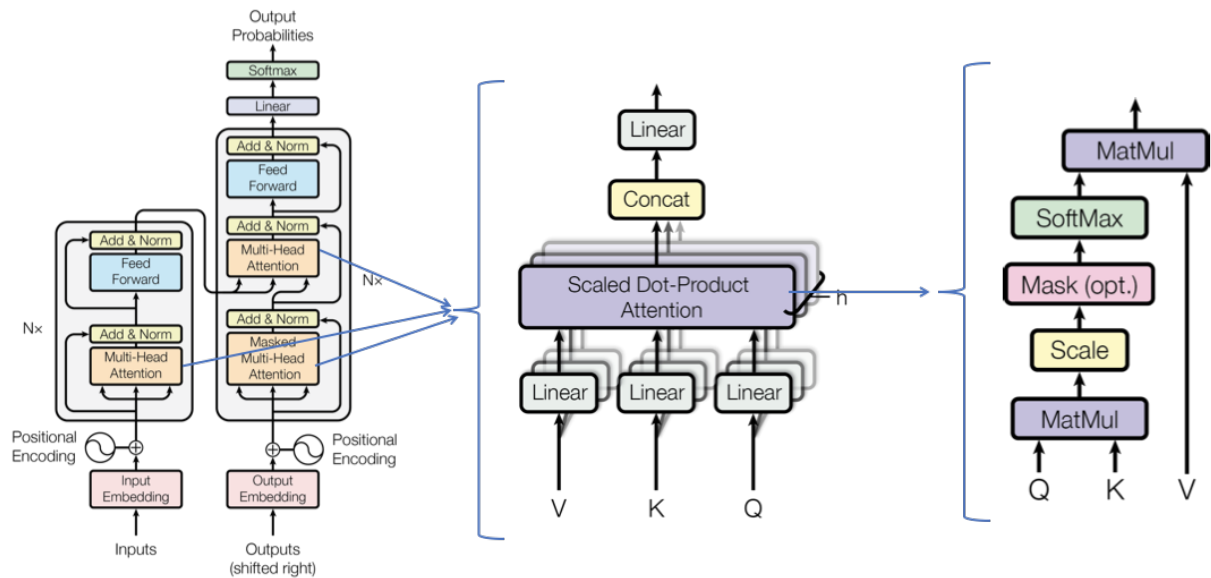 Output
Probabilities
Softmax
Linear
Add & Norm
Feed
Forward
Add & Norm
Multi-Head
Attention
Nx
Add & Norm
Masked
Multi-Head
Attention
Add & Norm
Feed
Forward
Nx
Add & Norm
Multi-Head
Attention
Positional
Encoding
Positional
Encoding
Input
Embedding
Output
Embedding
Inputs
Outputs
(shifted right)
Linear
Concat
Scaled Dot-Product
Attention
h
Linear
Linear
Linear
V
K
Q
MatMul
SoftMax
Mask (opt.)
Scale
MatMul
Q
K
V